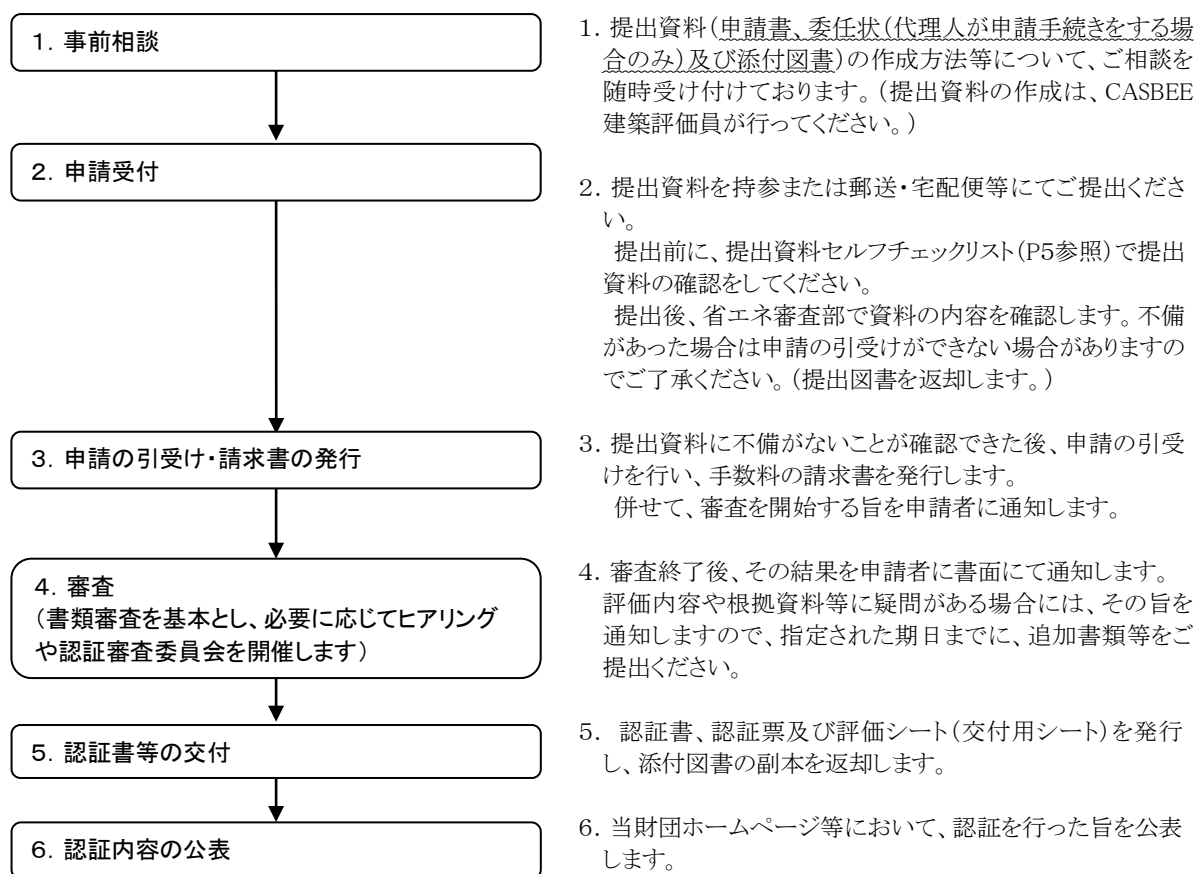 1．事前相談
2．申請受付
3．申請の引受け・請求書の発行
4．審査
（書類審査を基本とし、必要に応じてヒアリング
や認証審査委員会を開催します）
5．認証書等の交付
6．認証内容の公表
1．提出資料（申請書、委任状（代理人が申請手続きをする場
合のみ）及び添付図書）の作成方法等について、ご相談を
随時受け付けております。（提出資料の作成は、CASBEE
建築評価員が行ってください。）
2．提出資料を持参または郵送・宅配便等にてご提出くださ
い。
提出前に、提出資料セルフチェックリスト（P5参照）で提出
資料の確認をしてください。
提出後、省エネ審査部で資料の内容を確認します。不備
があった場合は申請の引受けができない場合がありますの
でご了承ください。（提出図書を返却します。）
3．提出資料に不備がないことが確認できた後、申請の引受
けを行い、手数料の請求書を発行します。
併せて、審査を開始する旨を申請者に通知します。
4．審査終了後、その結果を申請者に書面にて通知します。
評価内容や根拠資料等に疑問がある場合には、その旨を
通知しますので、指定された期日までに、追加書類等をご
提出ください。
5． 認証書、認証票及び評価シート（交付用シート）を発行
し、添付図書の副本を返却します。
6．当財団ホームページ等において、認証を行った旨を公表
します。